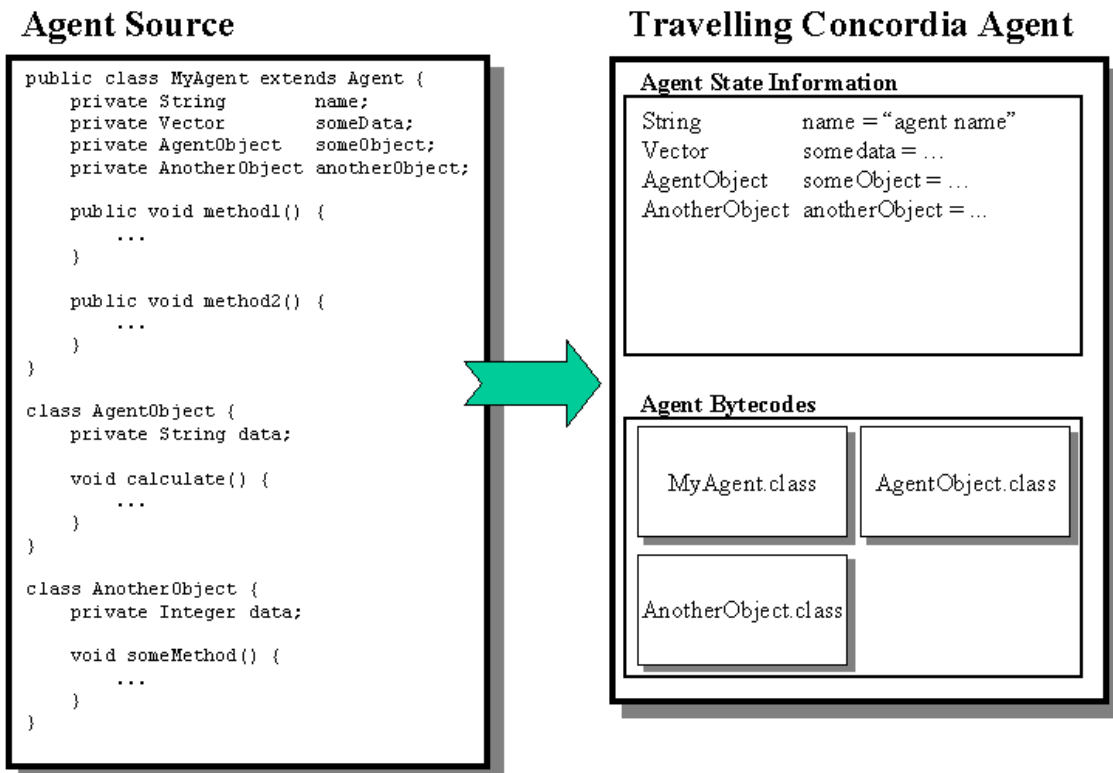 Agent Source
public class MyAgent extends Agent {
private String name;
private Vector someData;
private AgentObject someObject;
private AnotherObject anotherObject;
public void method1() {
...
}
public void method2() {
...
}
}
class AgentObject {
private String data;
void calculate() {
...
}
}
class AnotherObject {
private Integer data;
void someMethod() {
...
}
}
Travelling Concordia Agent
Agent State Information
String name = “agent name”
Vector somedata = ...
AgentObject someObject = ...
AnotherObject anotherObject = ...
Agent Bytecodes
MyAgent.class
AgentObject.class
AnotherObject.class